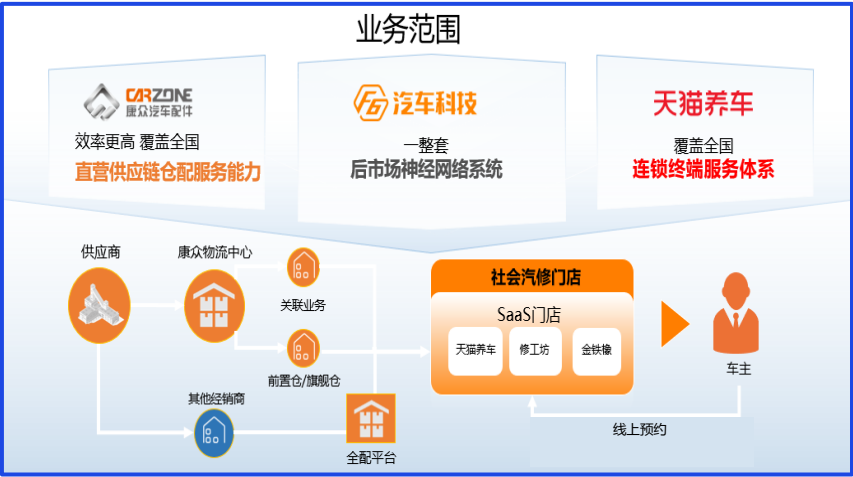 业务范围
CARZONE
康众汽车配件
效率更高 覆盖全国
直营供应链仓配服务能力
F6 汽车科技
一整套
后市场神经网络系统
天猫养车
覆盖全国
连锁终端服务体系
供应商
康众物流中心
关联业务
前置仓/旗舰仓
其他经销商
全配平台
社会汽修门店
SaaS门店
天猫养车
修工坊
金铁橡
车主
线上预约